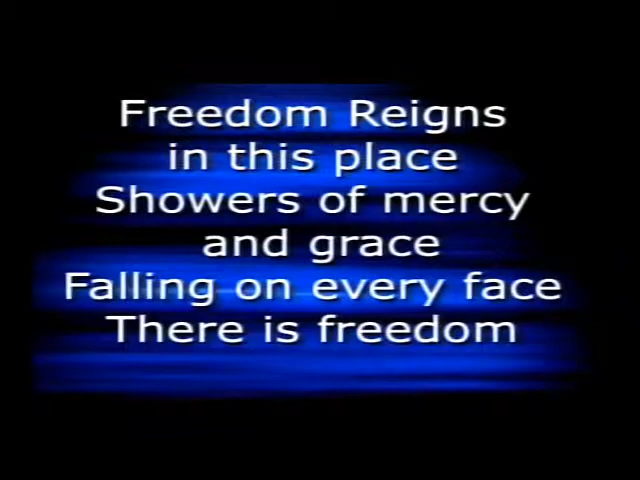 Freedom Reigns
in this place
Showers of mercy
and grace
Falling on every face
There is freedom